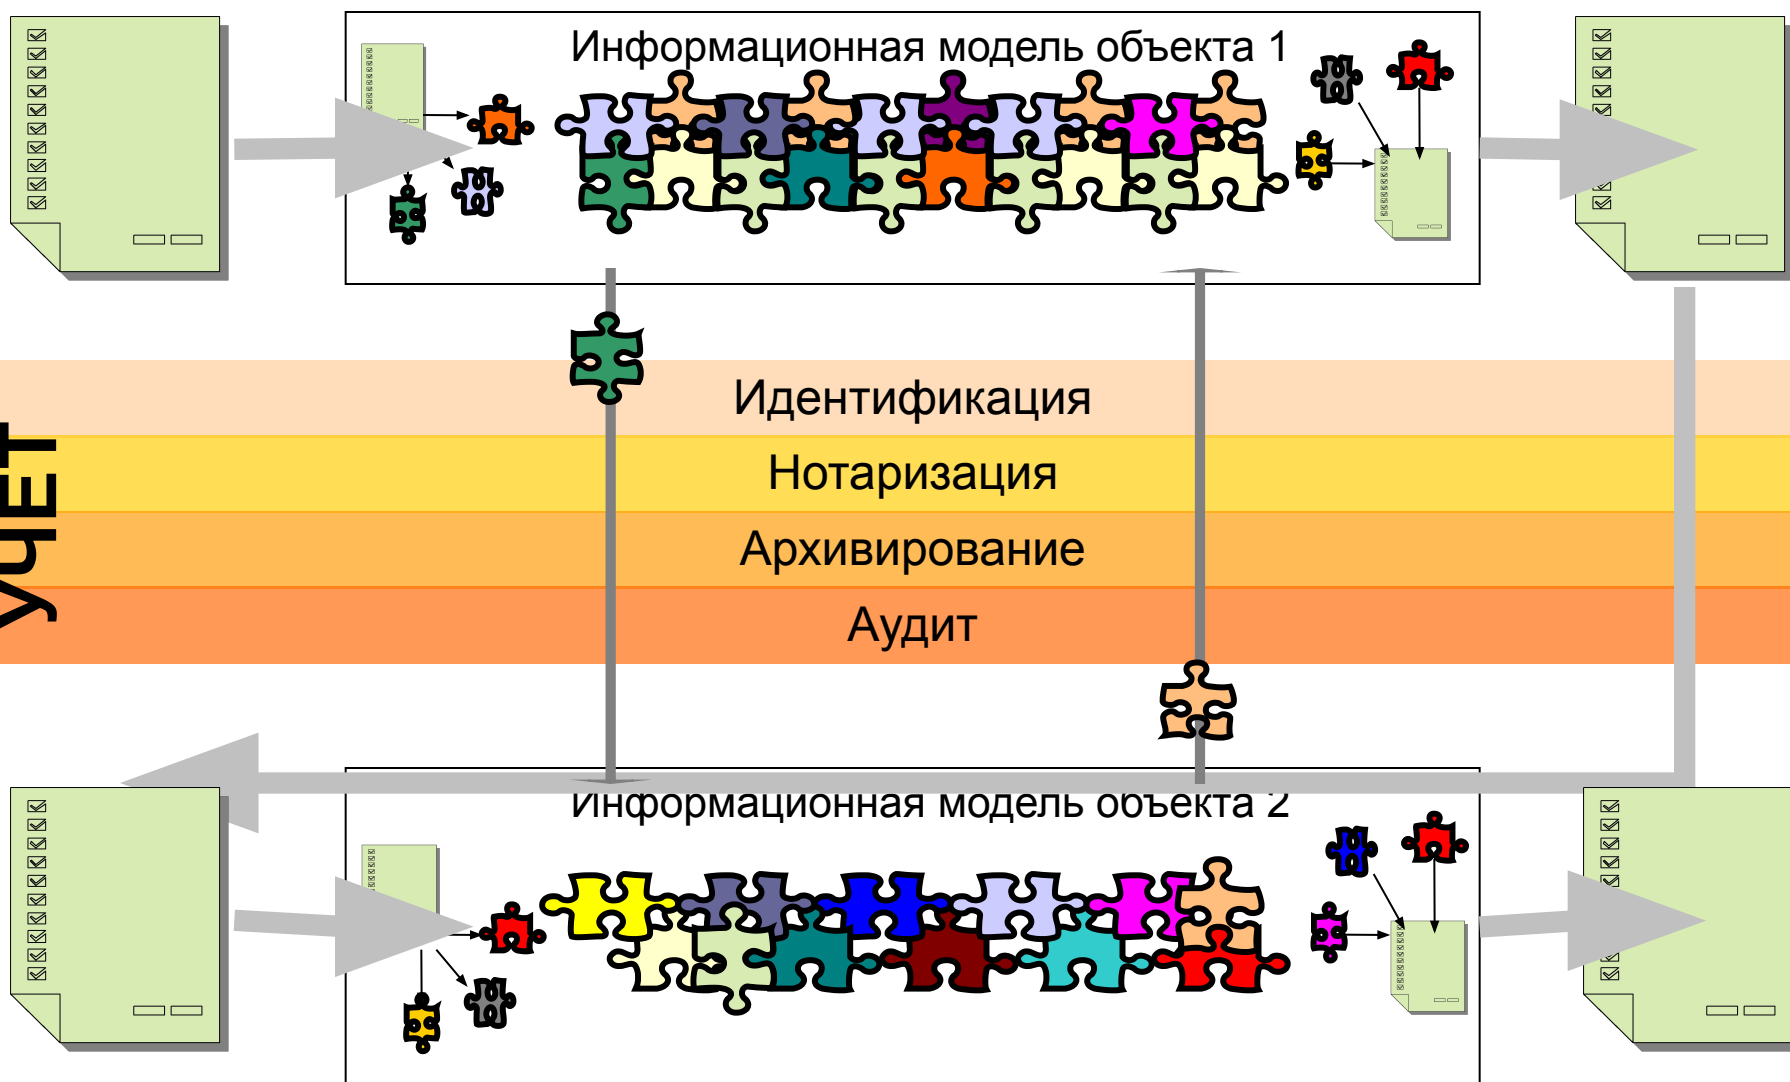 Информационная модель объекта 1
УЧЕТ
Идентификация
Нотаризация
Архивирование
Аудит
Информационная модель объекта 2